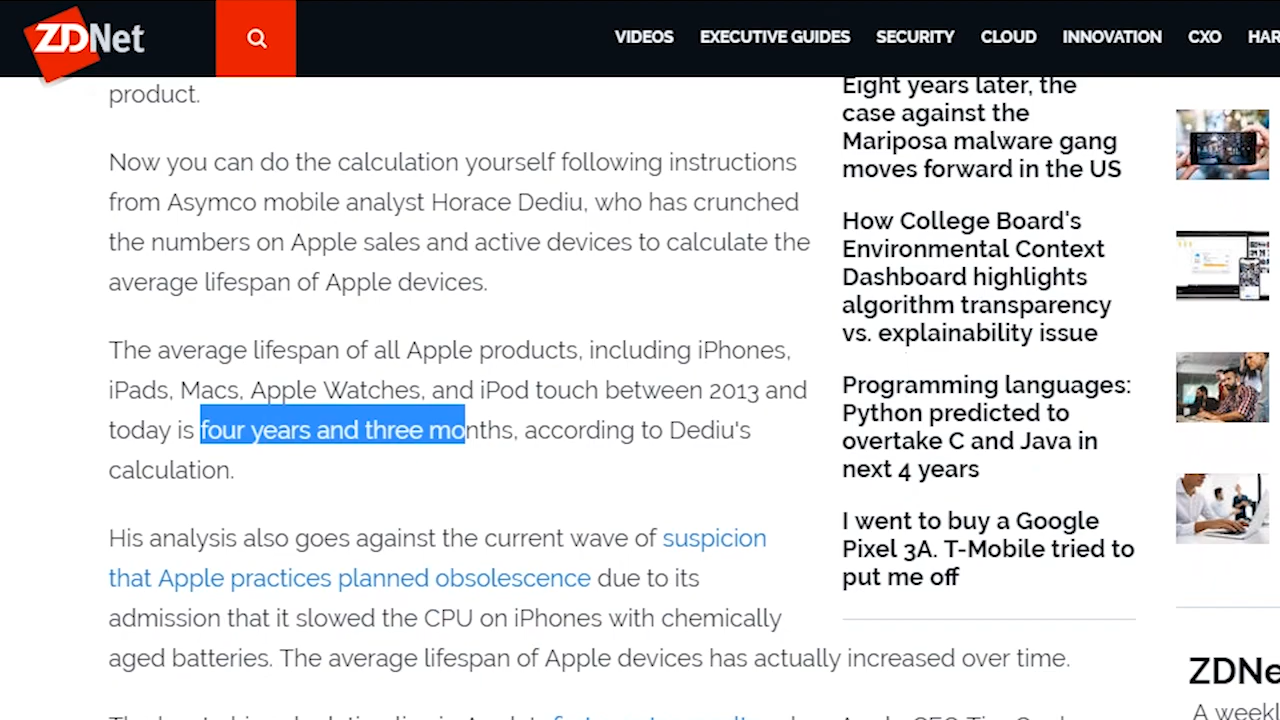 ZDNet
VIDEOS EXECUTIVE GUIDES SECURITY CLOUD INNOVATION CXO HAR
product.
Now you can do the calculation yourself following instructions
from Asymco mobile analyst Horace Dediu, who has crunched
the numbers on Apple sales and active devices to calculate the
average lifespan of Apple devices.
The average lifespan of all Apple products, including iPhones,
iPads, Macs, Apple Watches, and iPod touch between 2013 and
today is four years and three months, according to Dediu's
calculation.
His analysis also goes against the current wave of suspicion
that Apple practices planned obsolescence due to its
admission that it slowed the CPU on iPhones with chemically
aged batteries. The average lifespan of Apple devices has actually increased over time.
Eight years later, the
case against the
Mariposa malware gang
moves forward in the US
How College Board's
Environmental Context
Dashboard highlights
algorithm transparency
vs. explainability issue
Programming languages:
Python predicted to
overtake C and Java in
next 4 years
I went to buy a Google
Pixel 3A. T-Mobile tried to
put me off
ZDNe
A weekl